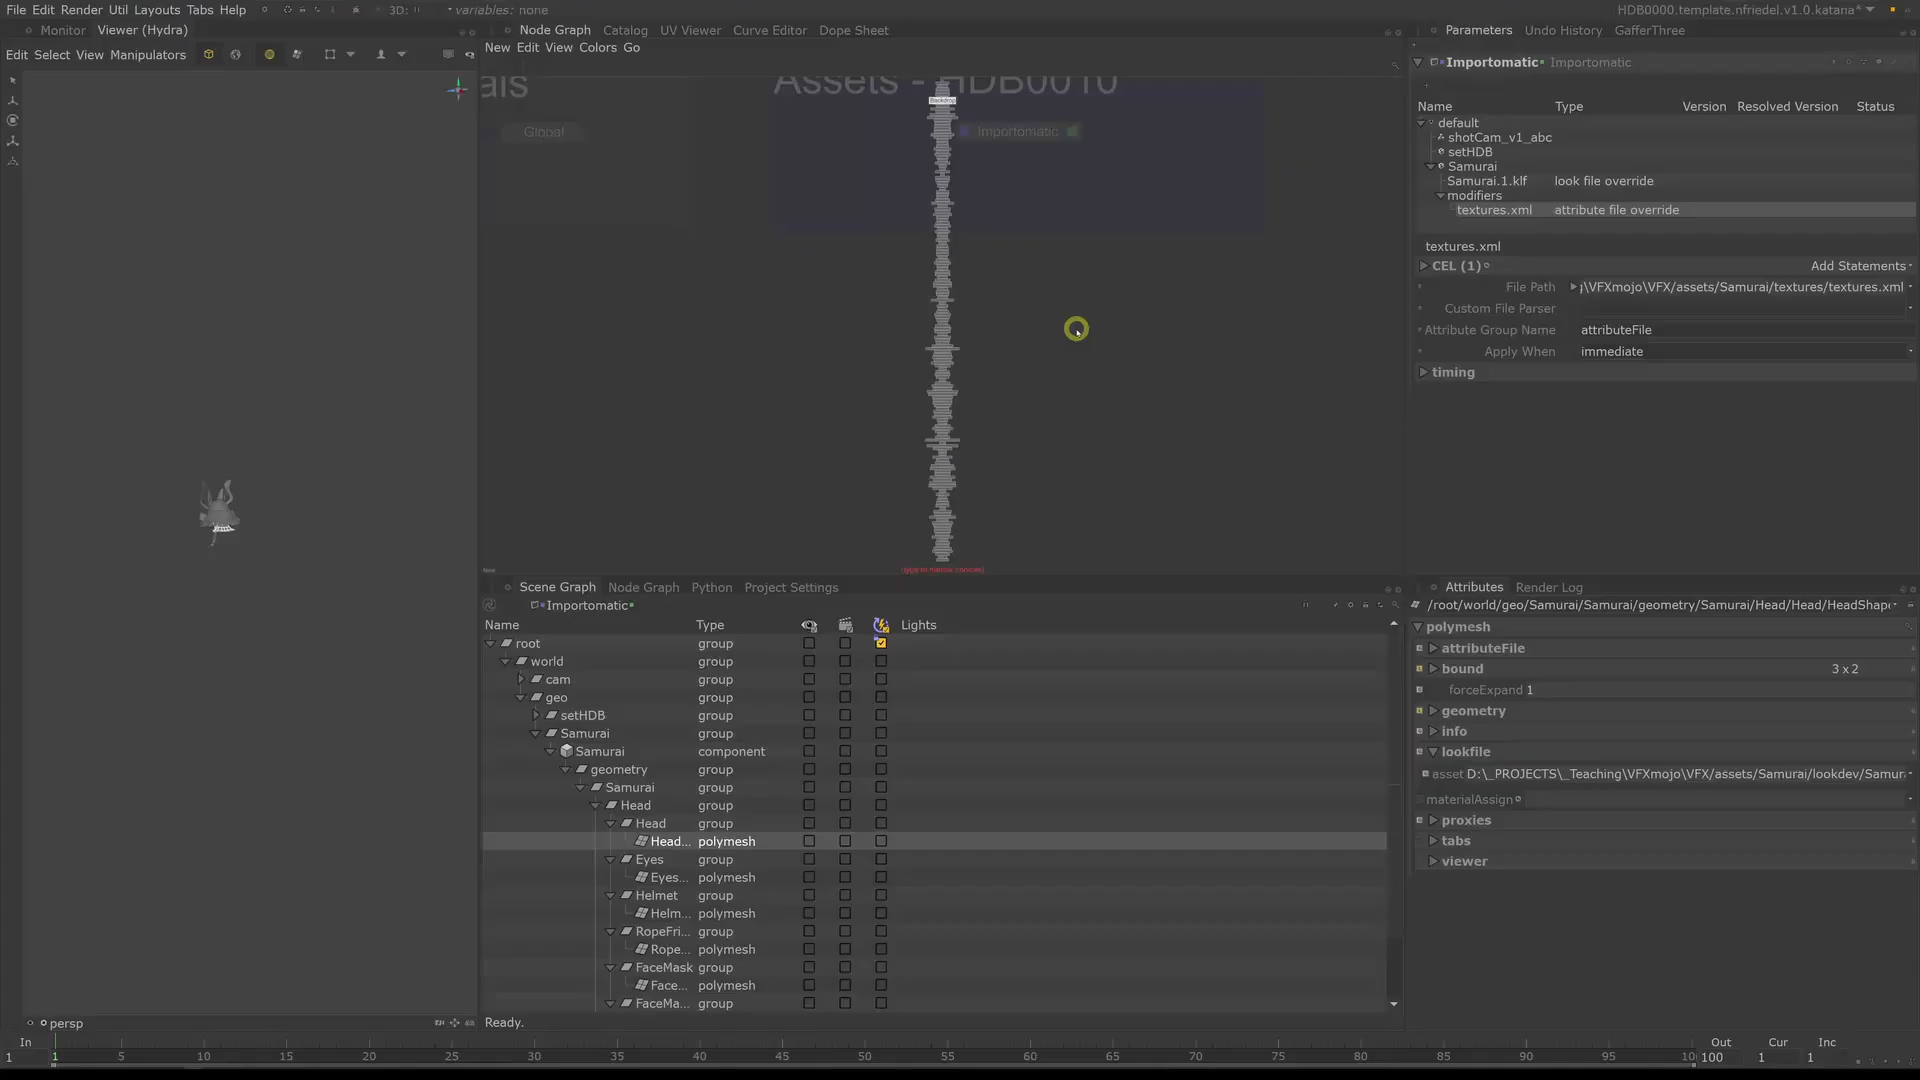 File Edit Render Util Layouts Tabs Help 3D: variables: none HDB0000.template.nfriedel.v1.0.katana*
Monitor Viewer (Hydra)
Edit Select View Manipulators
persp
Node Graph Catalog UV Viewer Curve Editor Dope Sheet
New Edit View Colors Go
als Assets - HDB0010
Backdrop
Global Importomatic
New
Scene Graph Node Graph Python Project Settings
Importomatic
Name Type Lights
root group
world group
cam group
geo group
setHDB group
Samurai group
Samurai component
geometry group
Samurai group
Head group
Head group
Head... polymesh
Eyes group
Eyes... polymesh
Helmet group
Helm... polymesh
RopeFri... group
Rope... polymesh
FaceMask group
Face... polymesh
FaceMa... group
Ready.
Parameters Undo History GafferThree
Importomatic Importomatic
Name Type Version Resolved Version Status
default
shotCam_v1_abc
setHDB
Samurai
Samurai.1.klf look file override
modifiers
textures.xml attribute file override
textures.xml
CEL (1) Add Statements
File Path \VFXmojo\VFX/assets/Samurai/textures/textures.xml
Custom File Parser
Attribute Group Name attributeFile
Apply When immediate
timing
Attributes Render Log
/root/world/geo/Samurai/Samurai/geometry/Samurai/Head/Head/HeadShape
polymesh
attributeFile
bound 3 x 2
forceExpand 1
geometry
info
lookfile
asset D:\_PROJECTS\_Teaching\VFXmojo\VFX/assets/Samurai/lookdev/Samur
materialAssign
proxies
tabs
viewer
In Out Cur Inc
1 1 5 10 15 20 25 30 35 40 45 50 55 60 65 70 75 80 85 90 95 10 100 1 1